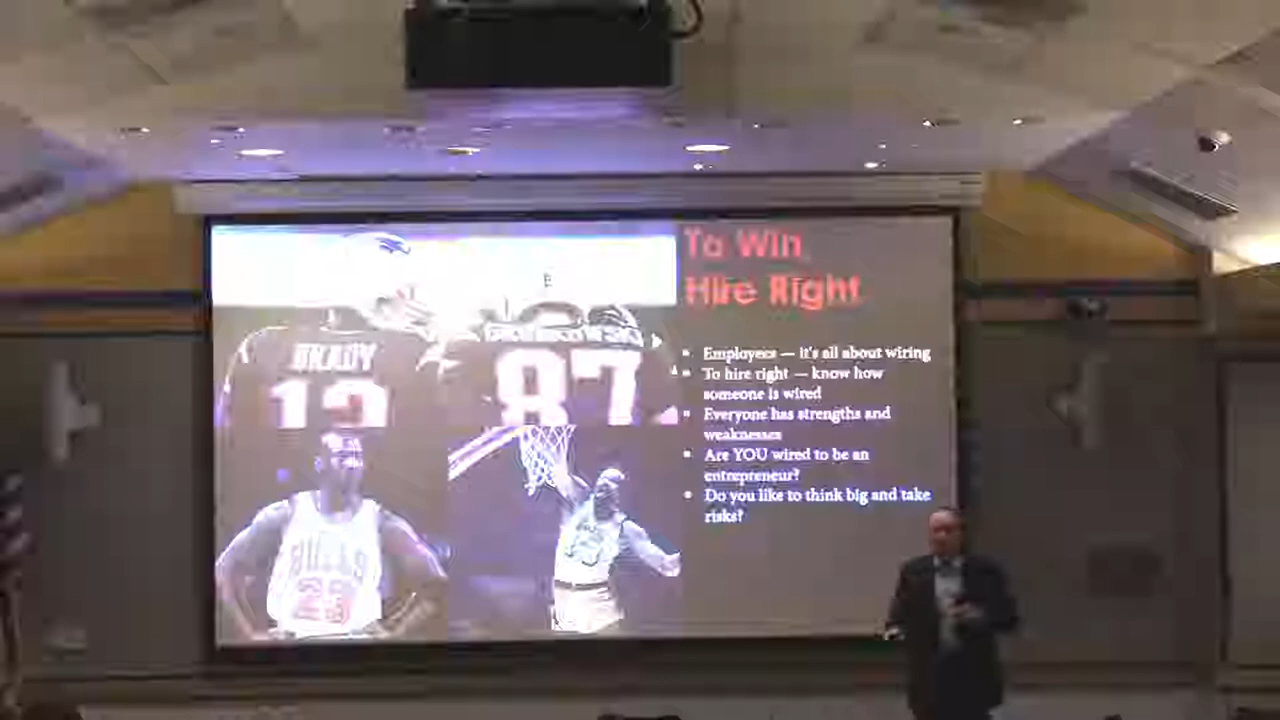 To Win
Hire Right
Employees — it's all about wiring
To hire right — know how
someone is wired
Everyone has strengths and
weaknesses
Are YOU wired to be an
entrepreneur?
Do you like to think big and take
risks?
BRADY
12
GRONKOWSKI
87
BULLS
23